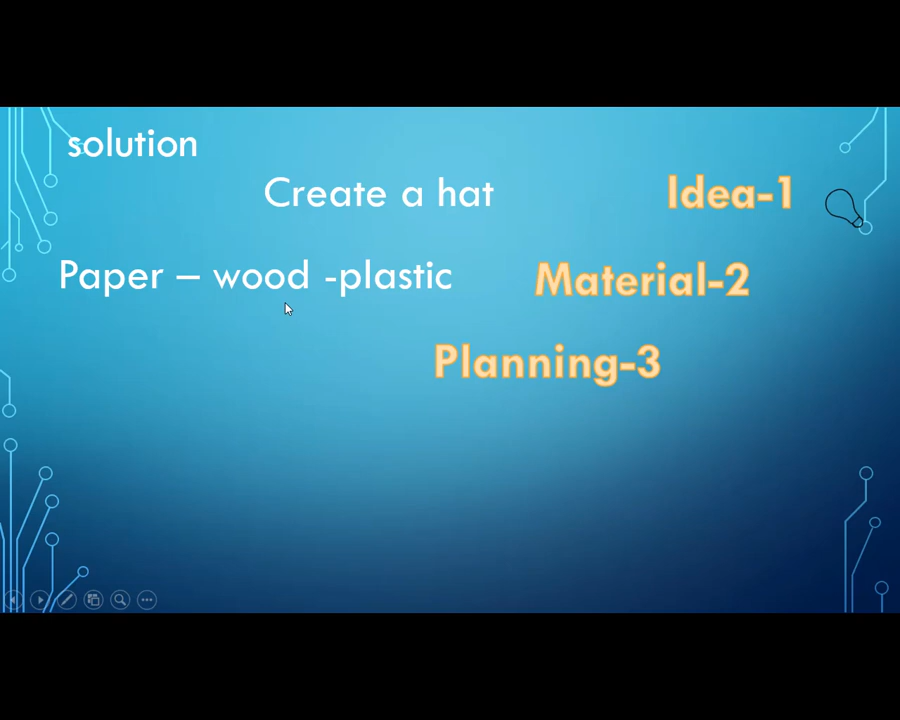 solution
Create a hat Idea-1
Paper – wood -plastic Material-2
Planning-3